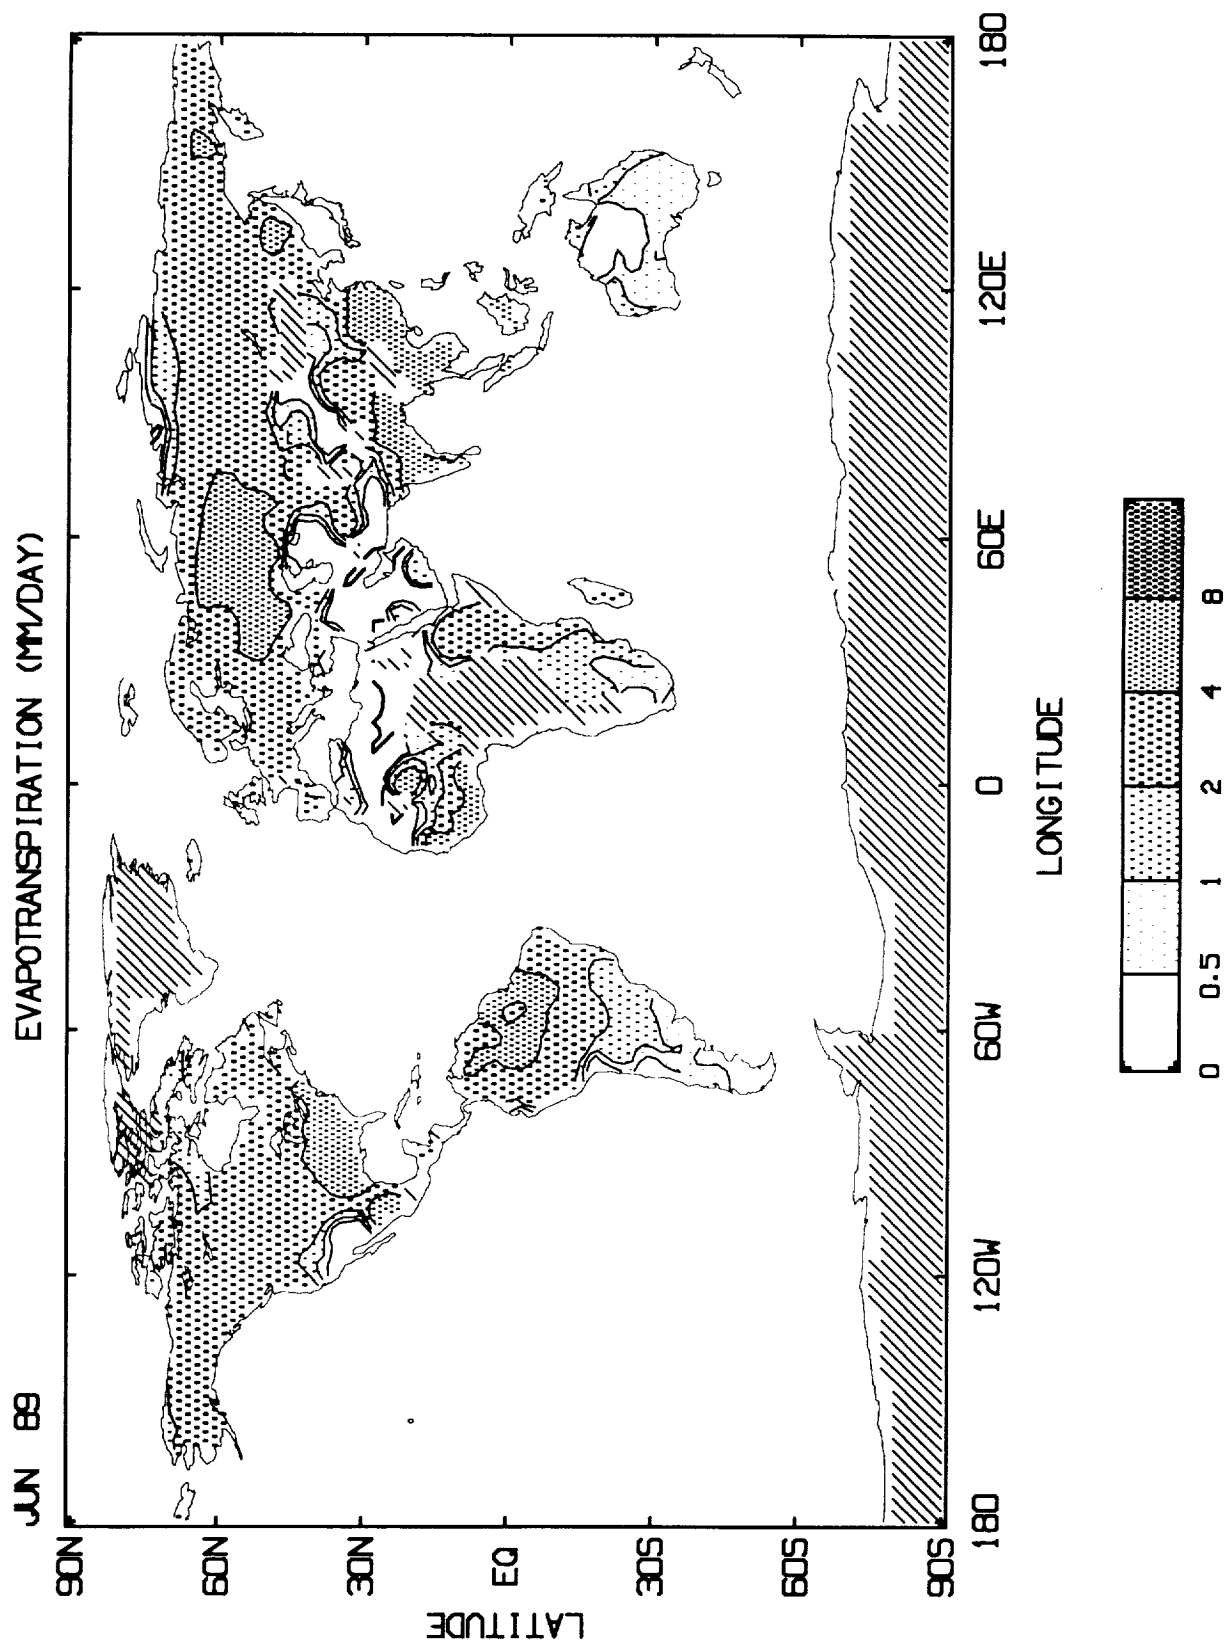 JUN 89
EVAPOTRANSPIRATION (MM/DAY)
90N
60N
30N
EQ
30S
60S
90S
LATITUDE
180
120W
60W
0
60E
120E
180
LONGITUDE
0
0.5
1
2
4
8